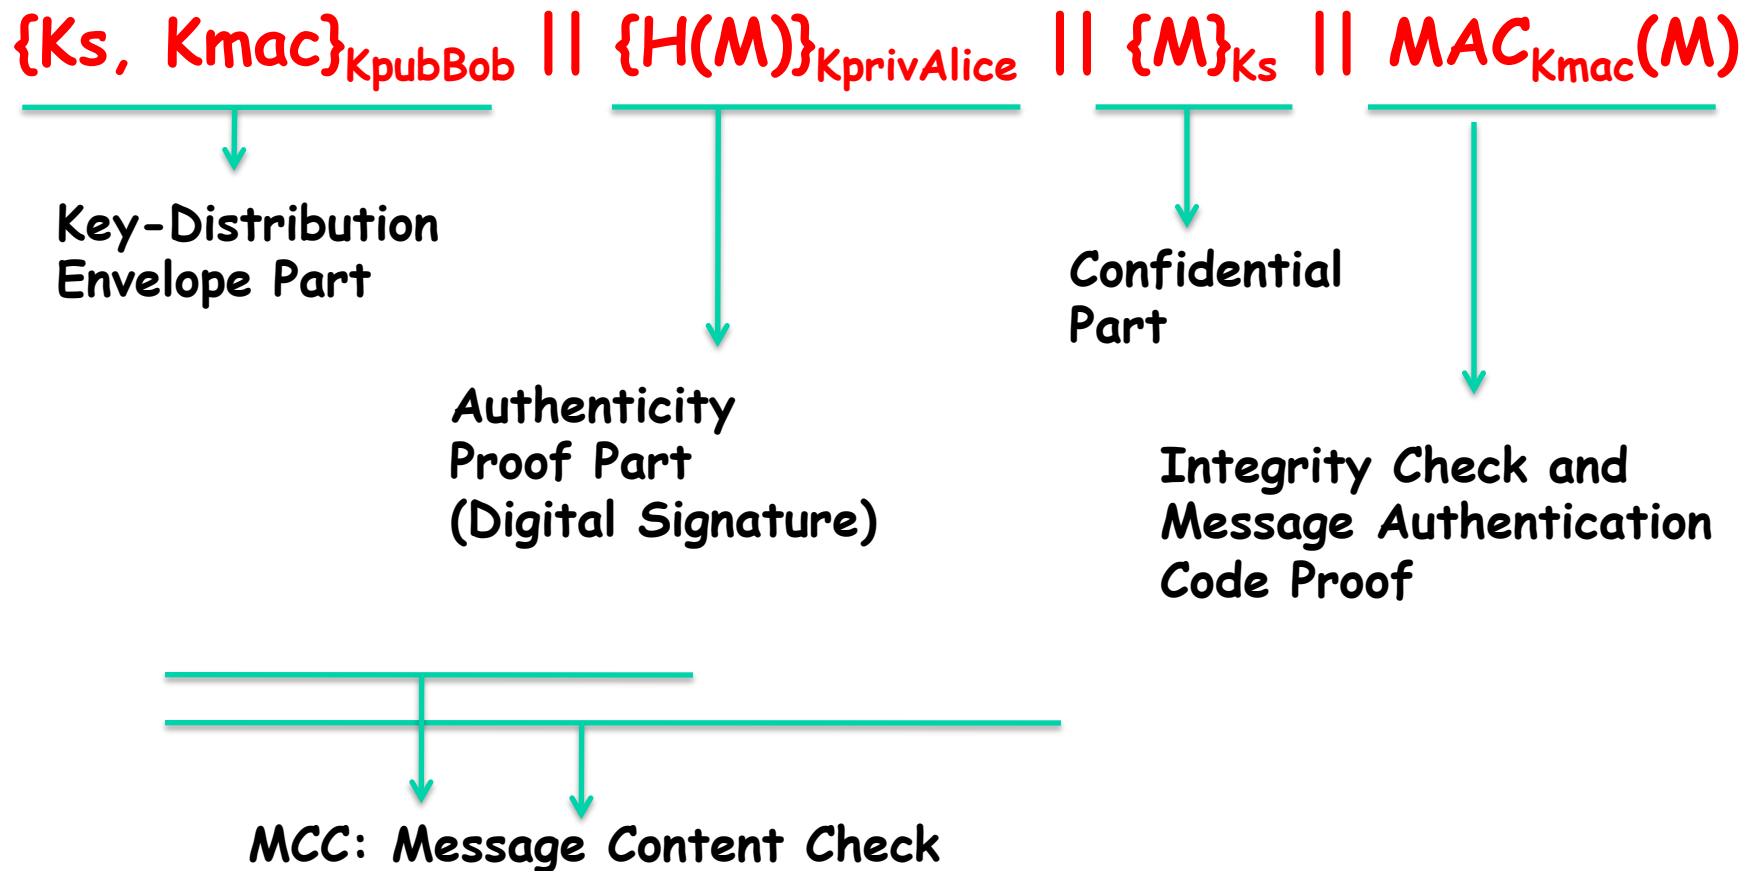 {Ks, Kmac}KpubBob || {H(M)}KprivAlice || {M}Ks || MACKmac(M)
Key-Distribution
Envelope Part
Confidential
Part
Authenticity
Proof Part
(Digital Signature)
Integrity Check and
Message Authentication
Code Proof
MCC: Message Content Check